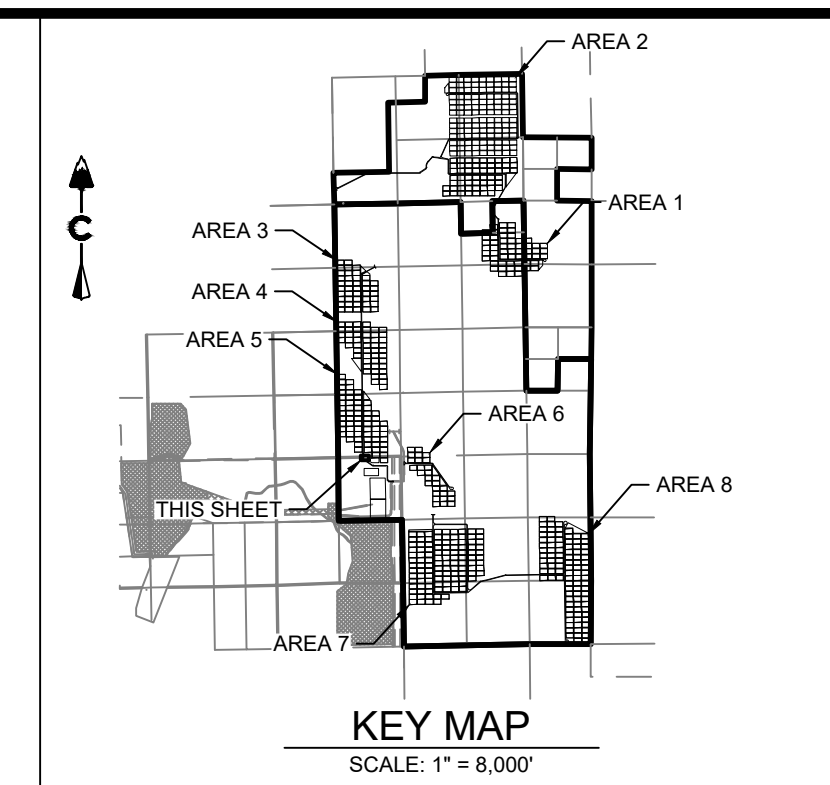 AREA 2
AREA 1
C
AREA 3
AREA 4
AREA 5
AREA 6
AREA 8
THIS SHEET
AREA 7
KEY MAP
SCALE: 1" = 8,000'